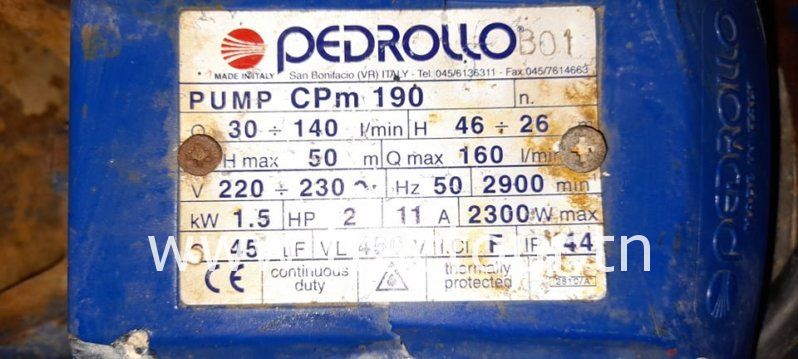 PEDROLLO B01
MADE IN ITALY San Bonifacio (VR) ITALY - Tel. 045/6136311 - Fax 045/7614663
PUMP CPm 190 n.
Q 30 ÷ 140 l/min H 46 ÷ 26
H max 50 m Q max 160 l/min
V 220 ÷ 230 ~ Hz 50 2900 min
kW 1.5 HP 2 11 A 2300 W max
45 µF VL 450 V I.Cl F IP 44
CE continuous duty thermally protected
PEDROLLO